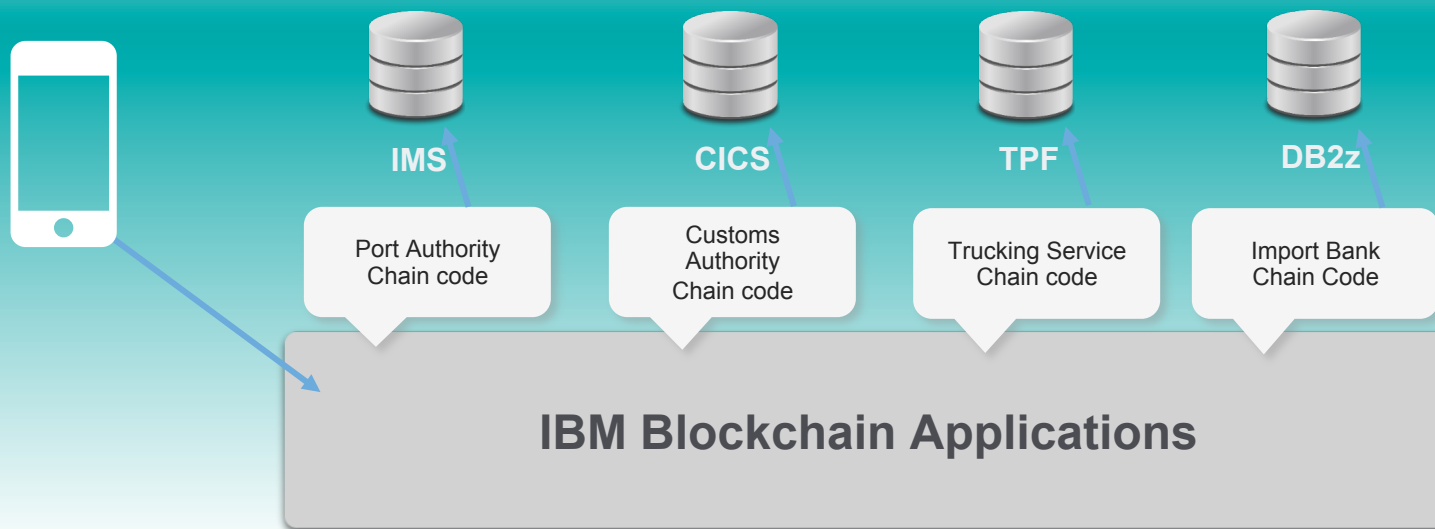 IMS
CICS
TPF
DB2z
Port Authority
Chain code
Customs
Authority
Chain code
Trucking Service
Chain code
Import Bank
Chain Code
IBM Blockchain Applications